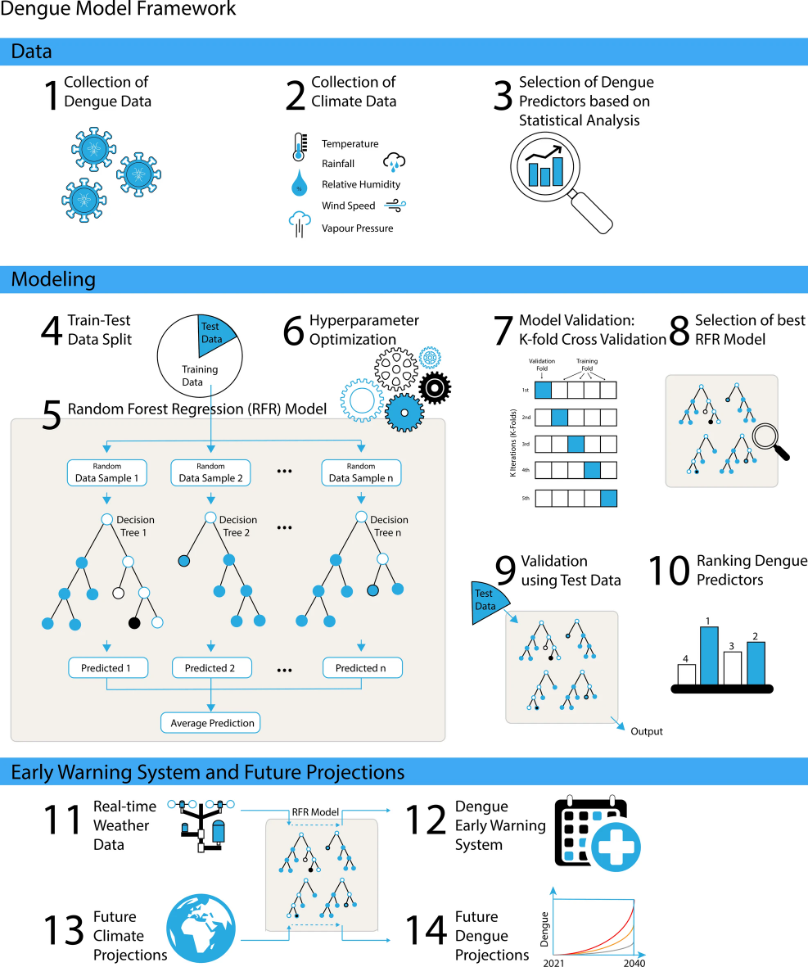 Dengue Model Framework
Data
1
Collection of
Dengue Data
2
Collection of
Climate Data
Temperature
Rainfall
%
Relative Humidity
Wind Speed
Vapour Pressure
3
Selection of Dengue
Predictors based on
Statistical Analysis
Modeling
4
Train-Test
Data Split
Test
Data
Training
Data
5
Random Forest Regression (RFR) Model
Random
Data Sample 1
Random
Data Sample 2
...
Random
Data Sample n
Decision
Tree 1
Decision
Tree 2
...
Decision
Tree n
Predicted 1
Predicted 2
...
Predicted n
Average Prediction
6
Hyperparameter
Optimization
7
Model Validation:
K-fold Cross Validation
Validation
Fold
Training
Fold
K Iterations (K-Folds)
1st
2nd
3rd
4th
5th
8
Selection of best
RFR Model
9
Validation
using Test Data
Test
Data
Output
10
Ranking Dengue
Predictors
4
1
3
2
Early Warning System and Future Projections
11
Real-time
Weather
Data
RFR Model
12
Dengue
Early Warning
System
13
Future
Climate
Projections
14
Future
Dengue
Projections
Dengue
2021
2040